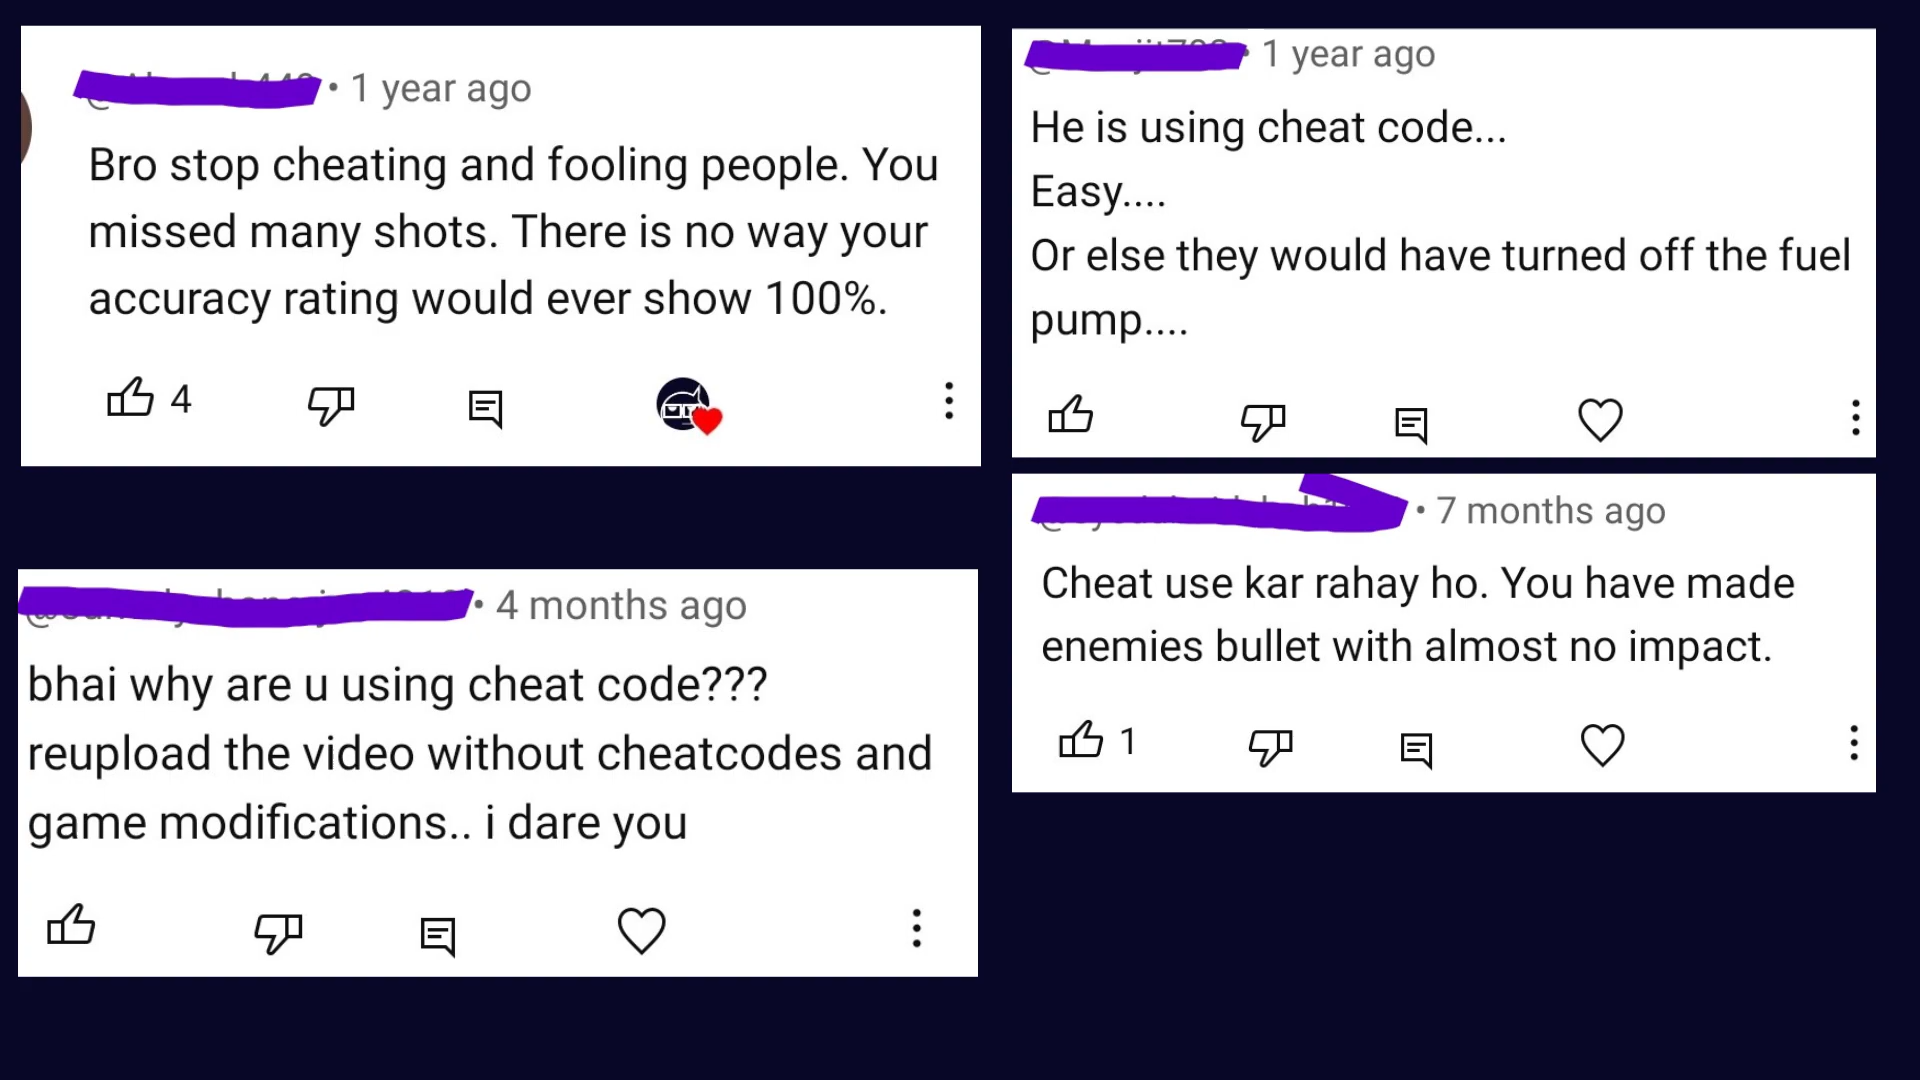 • 1 year ago
Bro stop cheating and fooling people. You
missed many shots. There is no way your
accuracy rating would ever show 100%.
4
• 1 year ago
He is using cheat code...
Easy....
Or else they would have turned off the fuel
pump....
• 7 months ago
Cheat use kar rahay ho. You have made
enemies bullet with almost no impact.
1
• 4 months ago
bhai why are u using cheat code???
reupload the video without cheatcodes and
game modifications.. i dare you